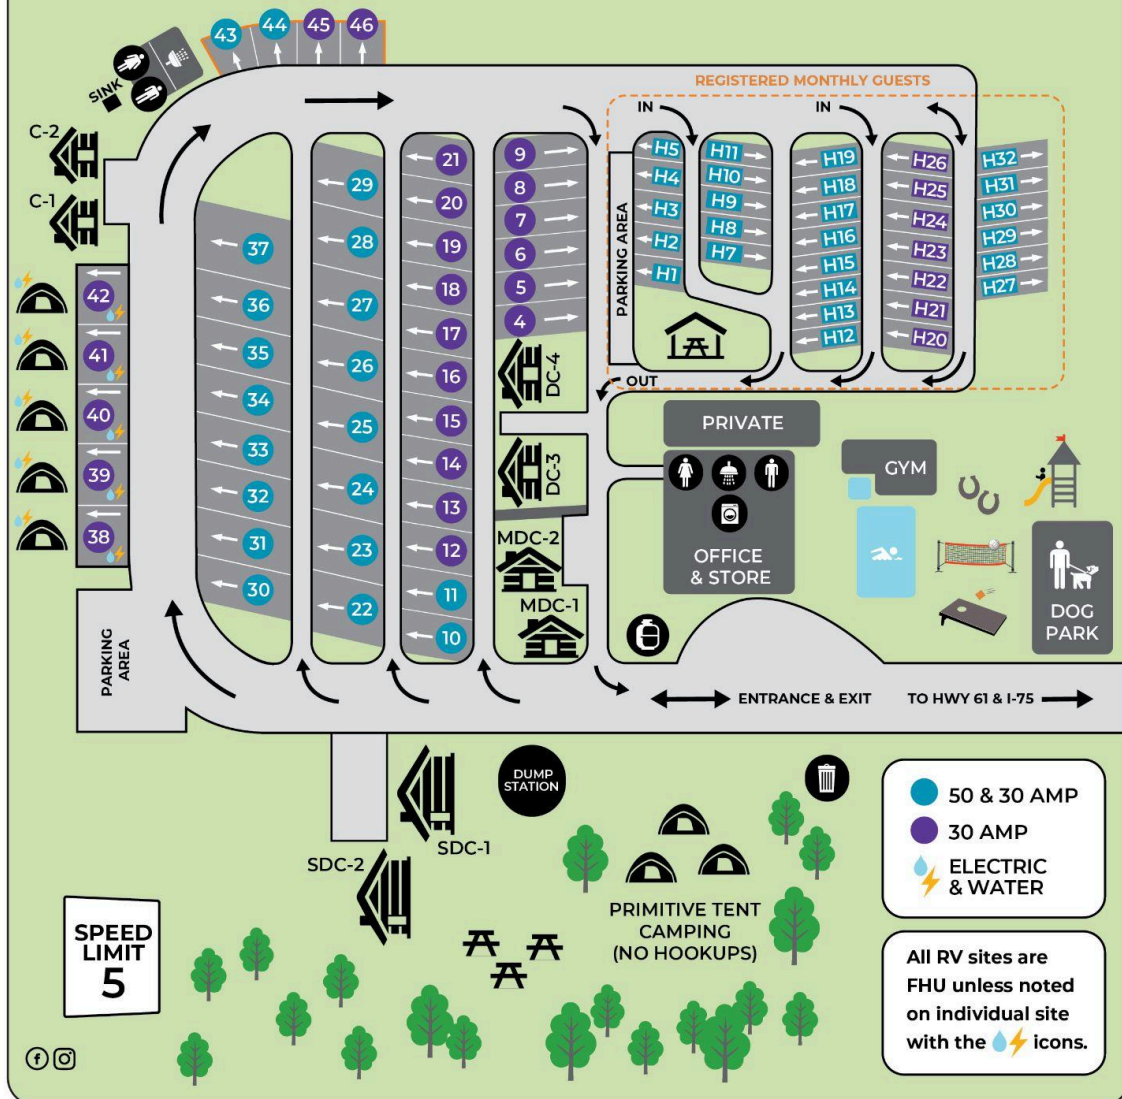 43
44
45
46
SINK
REGISTERED MONTHLY GUESTS
IN
IN
C-2
C-1
42
41
40
39
38
PARKING
AREA
37
36
35
34
33
32
31
30
29
28
27
26
25
24
23
22
21
20
19
18
17
16
15
14
13
12
11
10
9
8
7
6
5
4
DC-4
DC-3
MDC-2
MDC-1
PARKING AREA
H5
H4
H3
H2
H1
H11
H10
H9
H8
H7
H19
H18
H17
H16
H15
H14
H13
H12
H26
H25
H24
H23
H22
H21
H20
H32
H31
H30
H29
H28
H27
OUT
PRIVATE
OFFICE
& STORE
GYM
DOG
PARK
ENTRANCE & EXIT
TO HWY 61 & I-75
DUMP
STATION
SDC-1
SDC-2
PRIMITIVE TENT
CAMPING
(NO HOOKUPS)
SPEED
LIMIT
5
50 & 30 AMP
30 AMP
ELECTRIC
& WATER
All RV sites are
FHU unless noted
on individual site
with the icons.